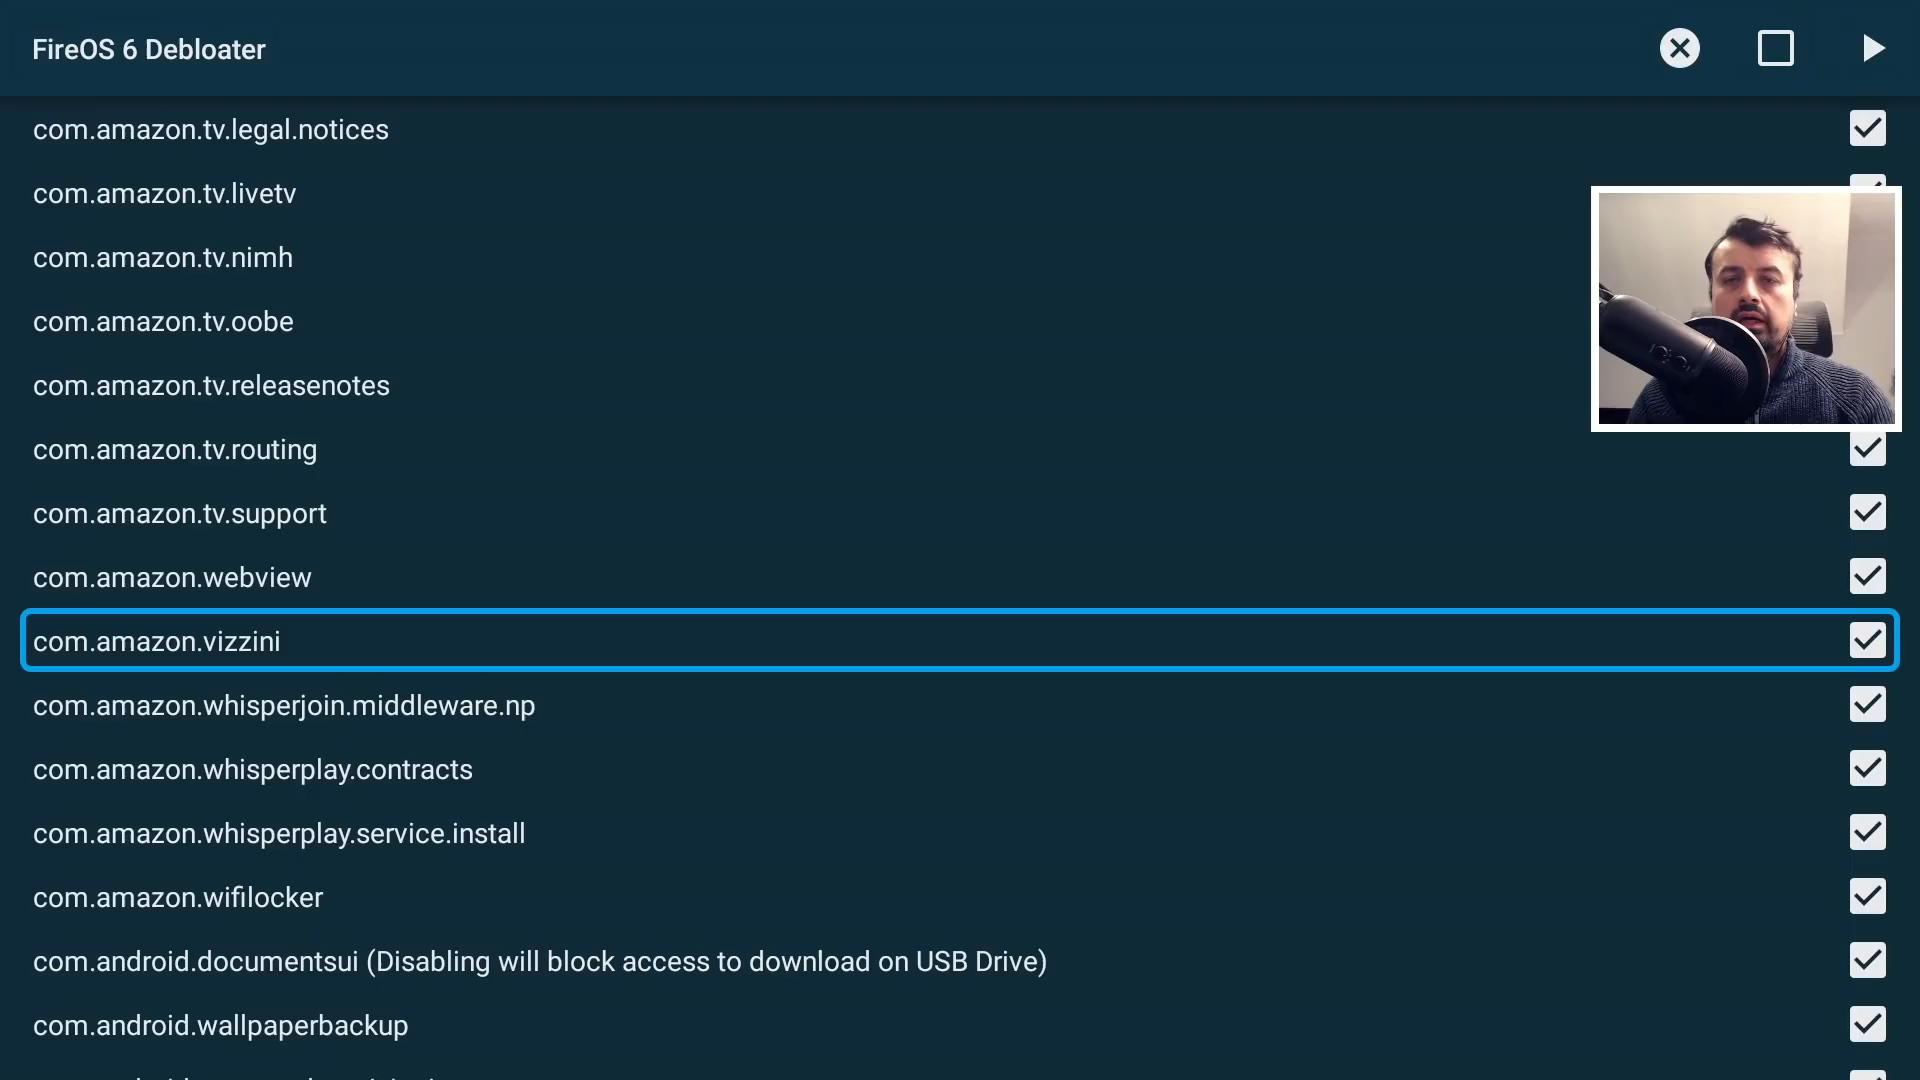 FireOS 6 Debloater
com.amazon.tv.legal.notices
com.amazon.tv.livetv
com.amazon.tv.nimh
com.amazon.tv.oobe
com.amazon.tv.releasenotes
com.amazon.tv.routing
com.amazon.tv.support
com.amazon.webview
com.amazon.vizzini
com.amazon.whisperjoin.middleware.np
com.amazon.whisperplay.contracts
com.amazon.whisperplay.service.install
com.amazon.wifilocker
com.android.documentsui (Disabling will block access to download on USB Drive)
com.android.wallpaperbackup